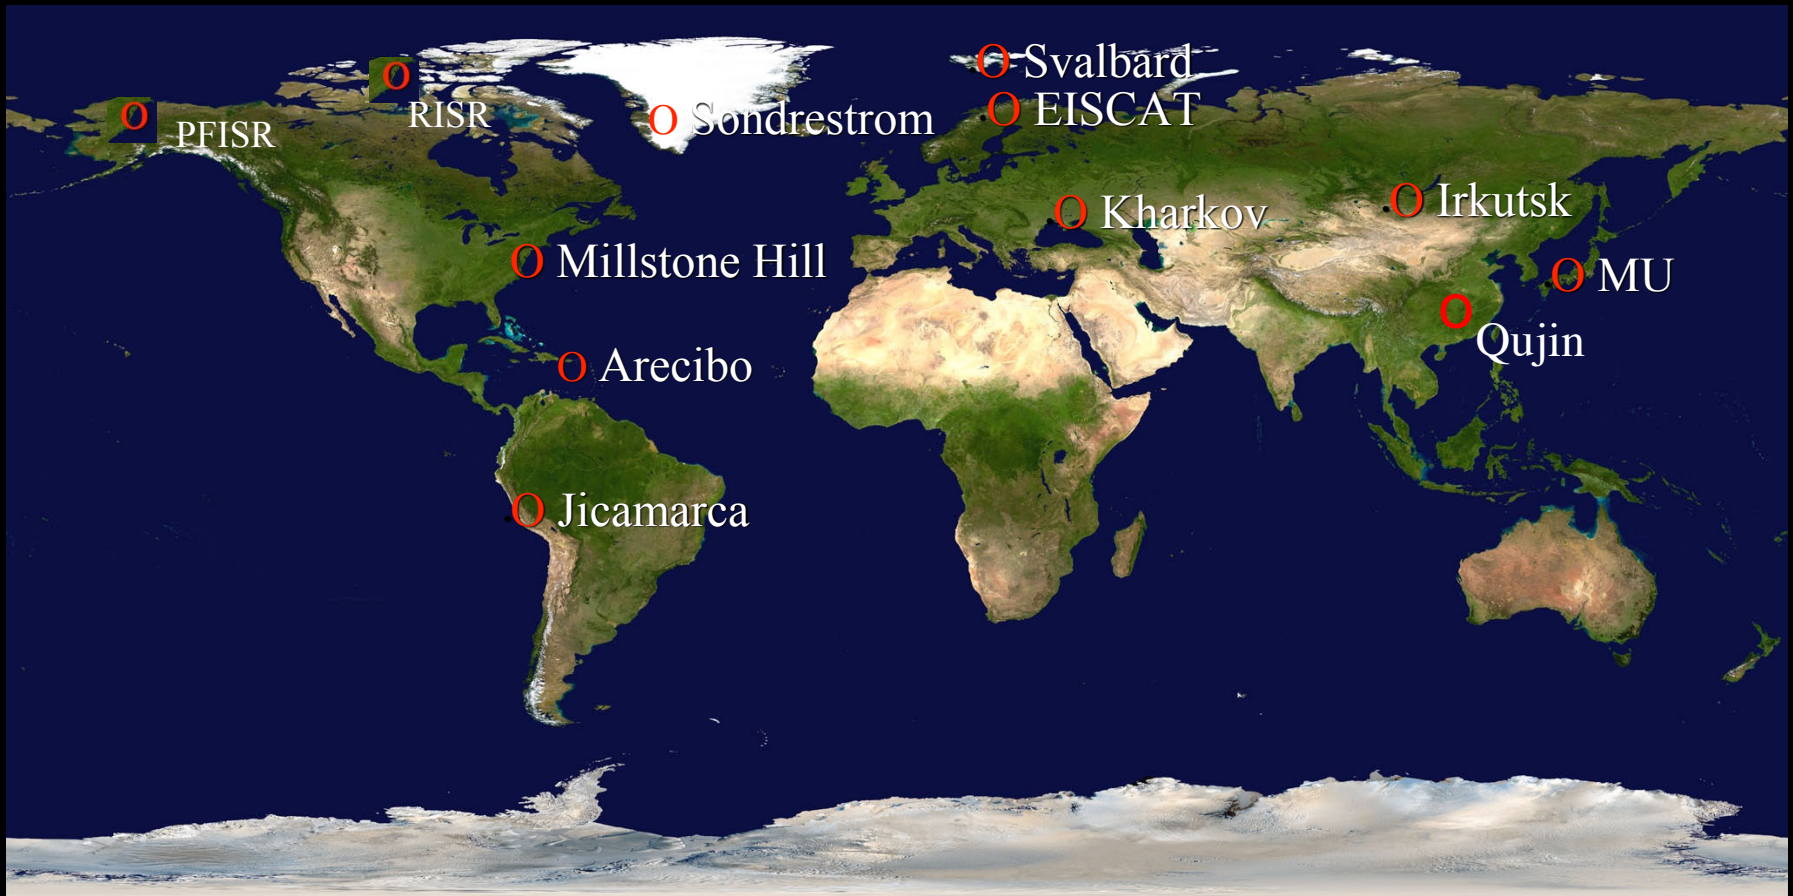 O Svalbard
O
RISR
O EISCAT
O
PFISR
O Sondrestrom
O Irkutsk
O Kharkov
O Millstone Hill
O MU
O
Qujin
O Arecibo
O Jicamarca